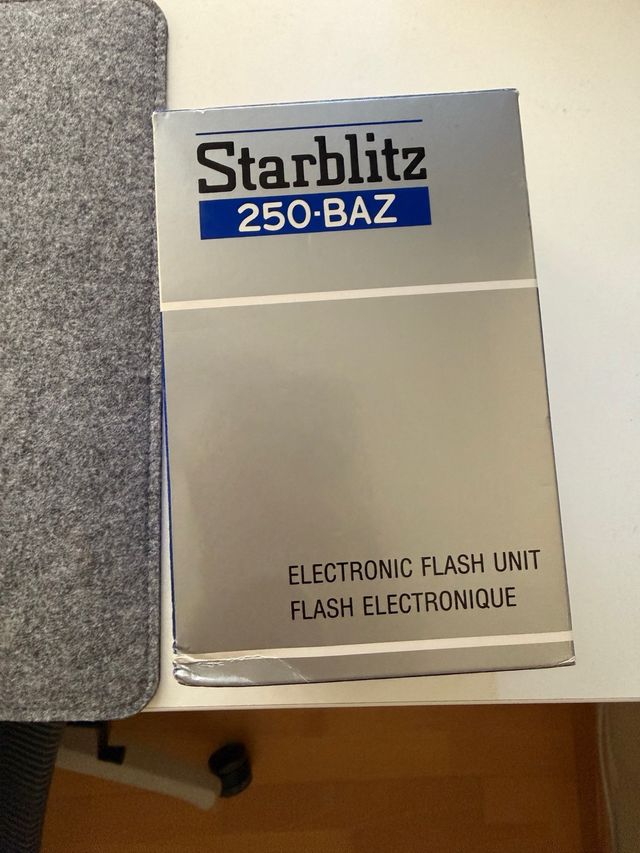 Starblitz
250-BAZ
ELECTRONIC FLASH UNIT
FLASH ELECTRONIQUE